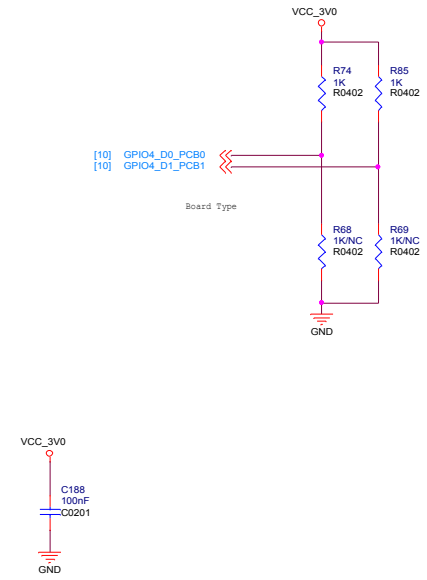 VCC_3V0
R74 R85
1K 1K
R0402 R0402
[10] GPIO4_D0_PCB0
[10] GPIO4_D1_PCB1
Board Type
R68 R69
1K/NC 1K/NC
R0402 R0402
GND
VCC_3V0
C188
100nF
C0201
GND